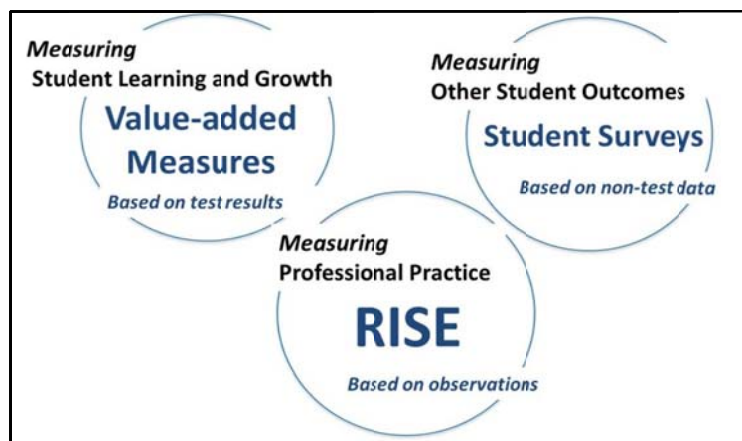 Measuring
Student Learning and Growth
Value-added
Measures
Based on test results
Measuring
Other Student Outcomes
Student Surveys
Based on non-test data
Measuring
Professional Practice
RISE
Based on observations